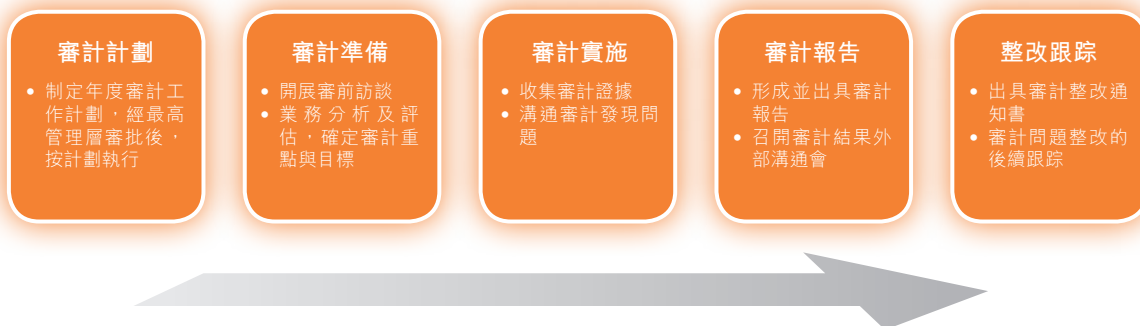 審計計劃
• 制定年度審計工
作計劃，經最高
管理層審批後，
按計劃執行
審計準備
• 開展審前訪談
• 業務分析及評
估，確定審計重
點與目標
審計實施
• 收集審計證據
• 溝通審計發現問
題
審計報告
• 形成並出具審計
報告
• 召開審計結果外
部溝通會
整改跟踪
• 出具審計整改通
知書
• 審計問題整改的
後續跟踪